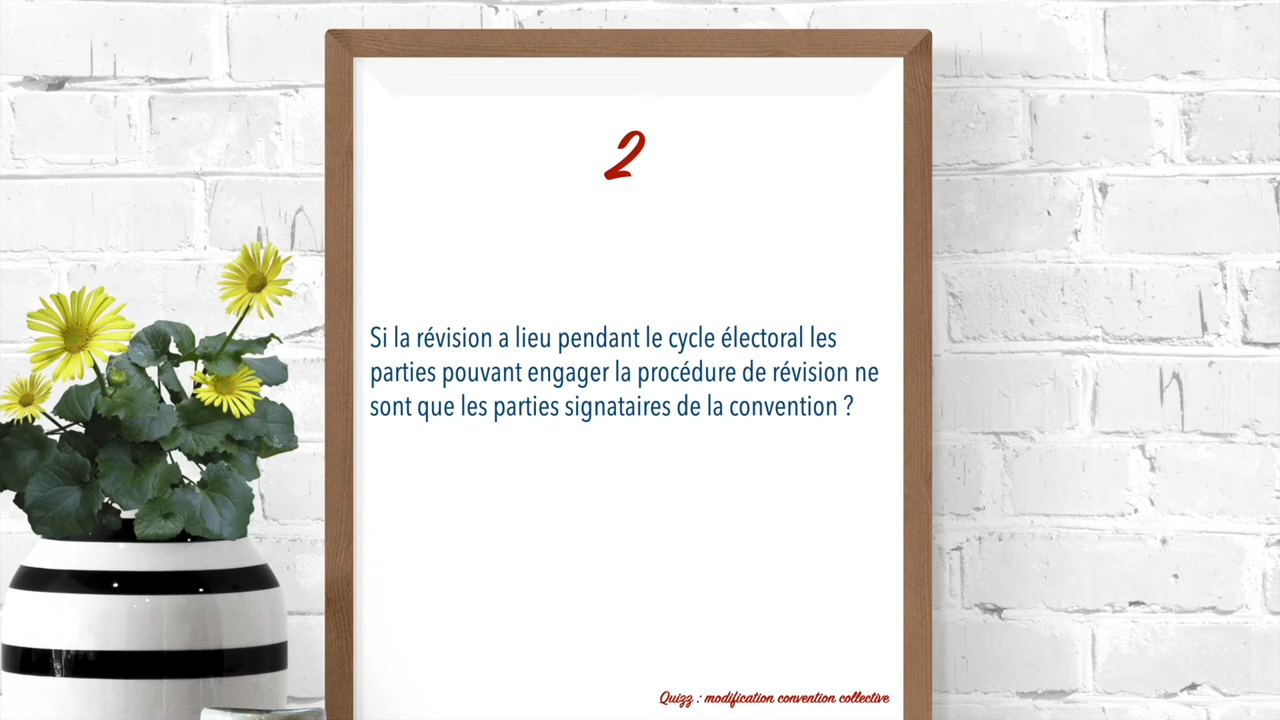 2
Si la révision a lieu pendant le cycle électoral les
parties pouvant engager la procédure de révision ne
sont que les parties signataires de la convention ?
Quizz : modification convention collective